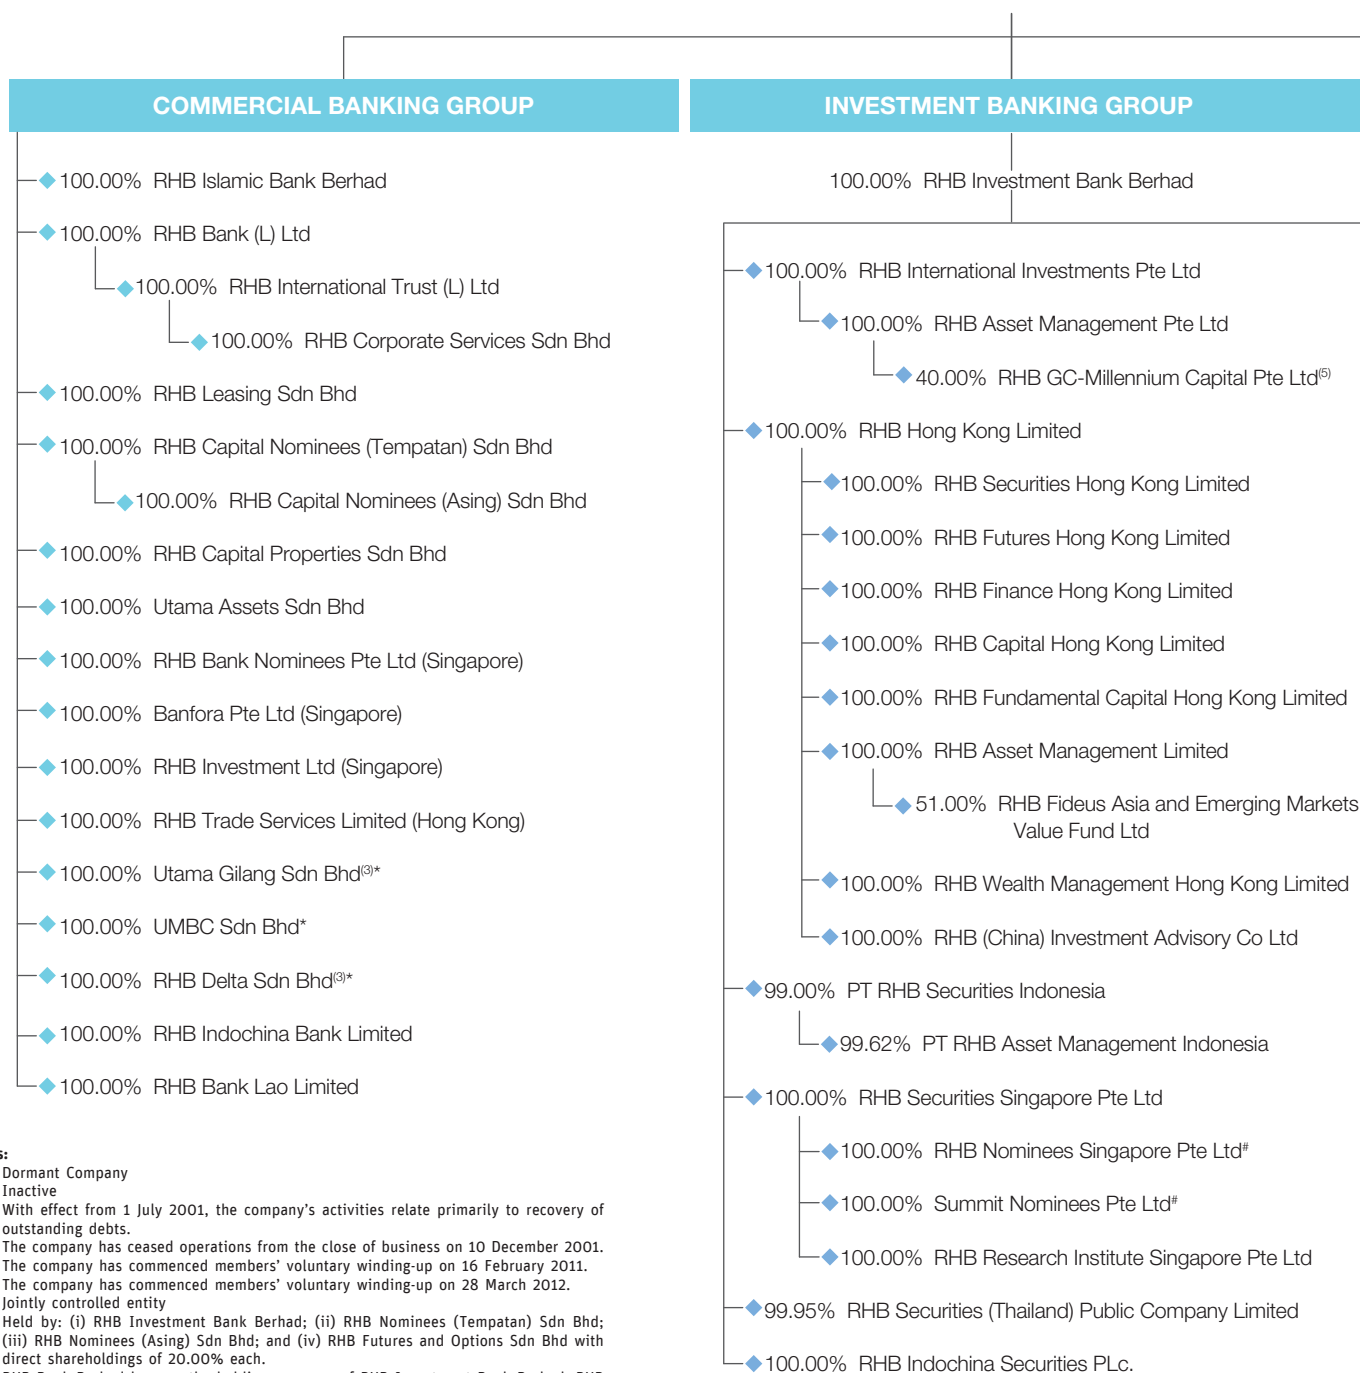 COMMERCIAL BANKING GROUP
100.00% RHB Islamic Bank Berhad
100.00% RHB Bank (L) Ltd
100.00% RHB International Trust (L) Ltd
100.00% RHB Corporate Services Sdn Bhd
100.00% RHB Leasing Sdn Bhd
100.00% RHB Capital Nominees (Tempatan) Sdn Bhd
100.00% RHB Capital Nominees (Asing) Sdn Bhd
100.00% RHB Capital Properties Sdn Bhd
100.00% Utama Assets Sdn Bhd
100.00% RHB Bank Nominees Pte Ltd (Singapore)
100.00% Banfora Pte Ltd (Singapore)
100.00% RHB Investment Ltd (Singapore)
100.00% RHB Trade Services Limited (Hong Kong)
100.00% Utama Gilang Sdn Bhd(3)*
100.00% UMBC Sdn Bhd*
100.00% RHB Delta Sdn Bhd(3)*
100.00% RHB Indochina Bank Limited
100.00% RHB Bank Lao Limited
s:
Dormant Company
Inactive
With effect from 1 July 2001, the company's activities relate primarily to recovery of
outstanding debts.
The company has ceased operations from the close of business on 10 December 2001.
The company has commenced members' voluntary winding-up on 16 February 2011.
The company has commenced members' voluntary winding-up on 28 March 2012.
Jointly controlled entity
Held by: (i) RHB Investment Bank Berhad; (ii) RHB Nominees (Tempatan) Sdn Bhd;
(iii) RHB Nominees (Asing) Sdn Bhd; and (iv) RHB Futures and Options Sdn Bhd with
direct shareholdings of 20.00% each.
INVESTMENT BANKING GROUP
100.00% RHB Investment Bank Berhad
100.00% RHB International Investments Pte Ltd
100.00% RHB Asset Management Pte Ltd
40.00% RHB GC-Millennium Capital Pte Ltd(5)
100.00% RHB Hong Kong Limited
100.00% RHB Securities Hong Kong Limited
100.00% RHB Futures Hong Kong Limited
100.00% RHB Finance Hong Kong Limited
100.00% RHB Capital Hong Kong Limited
100.00% RHB Fundamental Capital Hong Kong Limited
100.00% RHB Asset Management Limited
51.00% RHB Fideus Asia and Emerging Markets
Value Fund Ltd
100.00% RHB Wealth Management Hong Kong Limited
100.00% RHB (China) Investment Advisory Co Ltd
99.00% PT RHB Securities Indonesia
99.62% PT RHB Asset Management Indonesia
100.00% RHB Securities Singapore Pte Ltd
100.00% RHB Nominees Singapore Pte Ltd#
100.00% Summit Nominees Pte Ltd#
100.00% RHB Research Institute Singapore Pte Ltd
99.95% RHB Securities (Thailand) Public Company Limited
100.00% RHB Indochina Securities PLc.